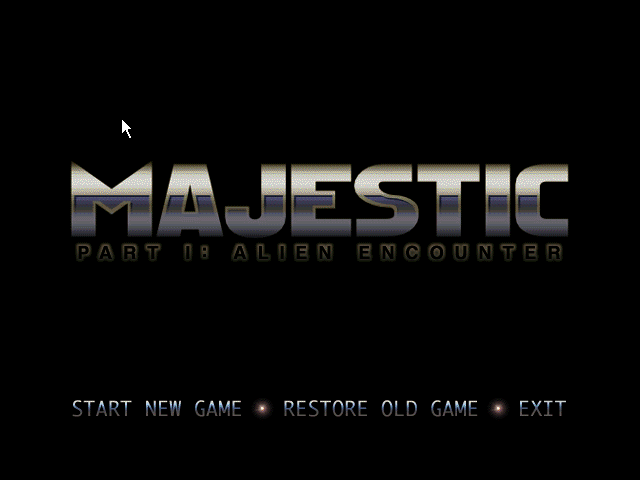 MAJESTIC
PART I: ALIEN ENCOUNTER
START NEW GAME • RESTORE OLD GAME • EXIT